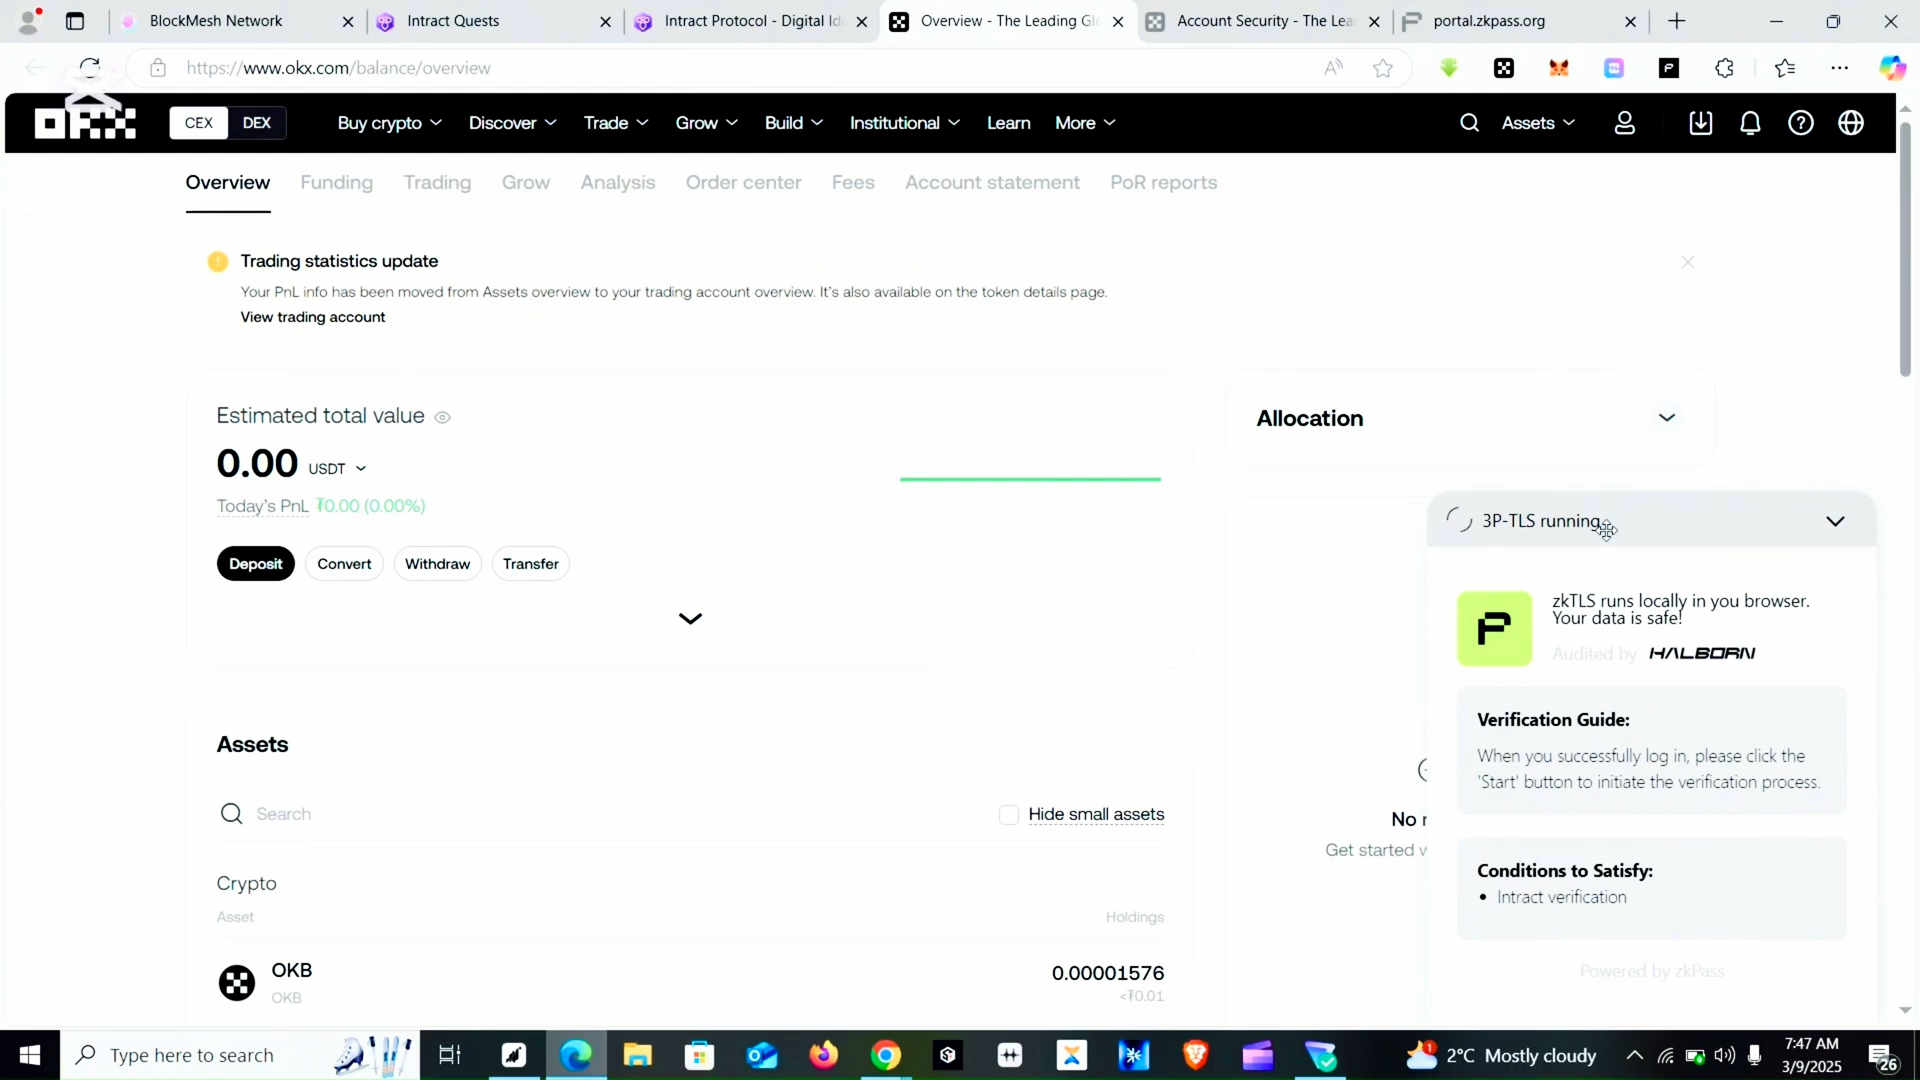 BlockMesh Network
Intract Quests
Intract Protocol - Digital Id
Overview - The Leading Gl
Account Security - The Lea
portal.zkpass.org
https://www.okx.com/balance/overview
OKX
CEX
DEX
Buy crypto
Discover
Trade
Grow
Build
Institutional
Learn
More
Assets
Overview
Funding
Trading
Grow
Analysis
Order center
Fees
Account statement
PoR reports
Trading statistics update
Your PnL info has been moved from Assets overview to your trading account overview. It's also available on the token details page.
View trading account
Estimated total value
0.00 USDT
Today's PnL ₮0.00 (0.00%)
Deposit
Convert
Withdraw
Transfer
Allocation
3P-TLS running
zkTLS runs locally in you browser.
Your data is safe!
Audited by HALBORN
Verification Guide:
When you successfully log in, please click the
'Start' button to initiate the verification process.
Conditions to Satisfy:
• Intract verification
Powered by zkPass
Assets
Search
Hide small assets
No r
Get started w
Crypto
Asset
Holdings
OKB
0.00001576
OKB
<₮0.01
Type here to search
2°C Mostly cloudy
7:47 AM
3/9/2025
26